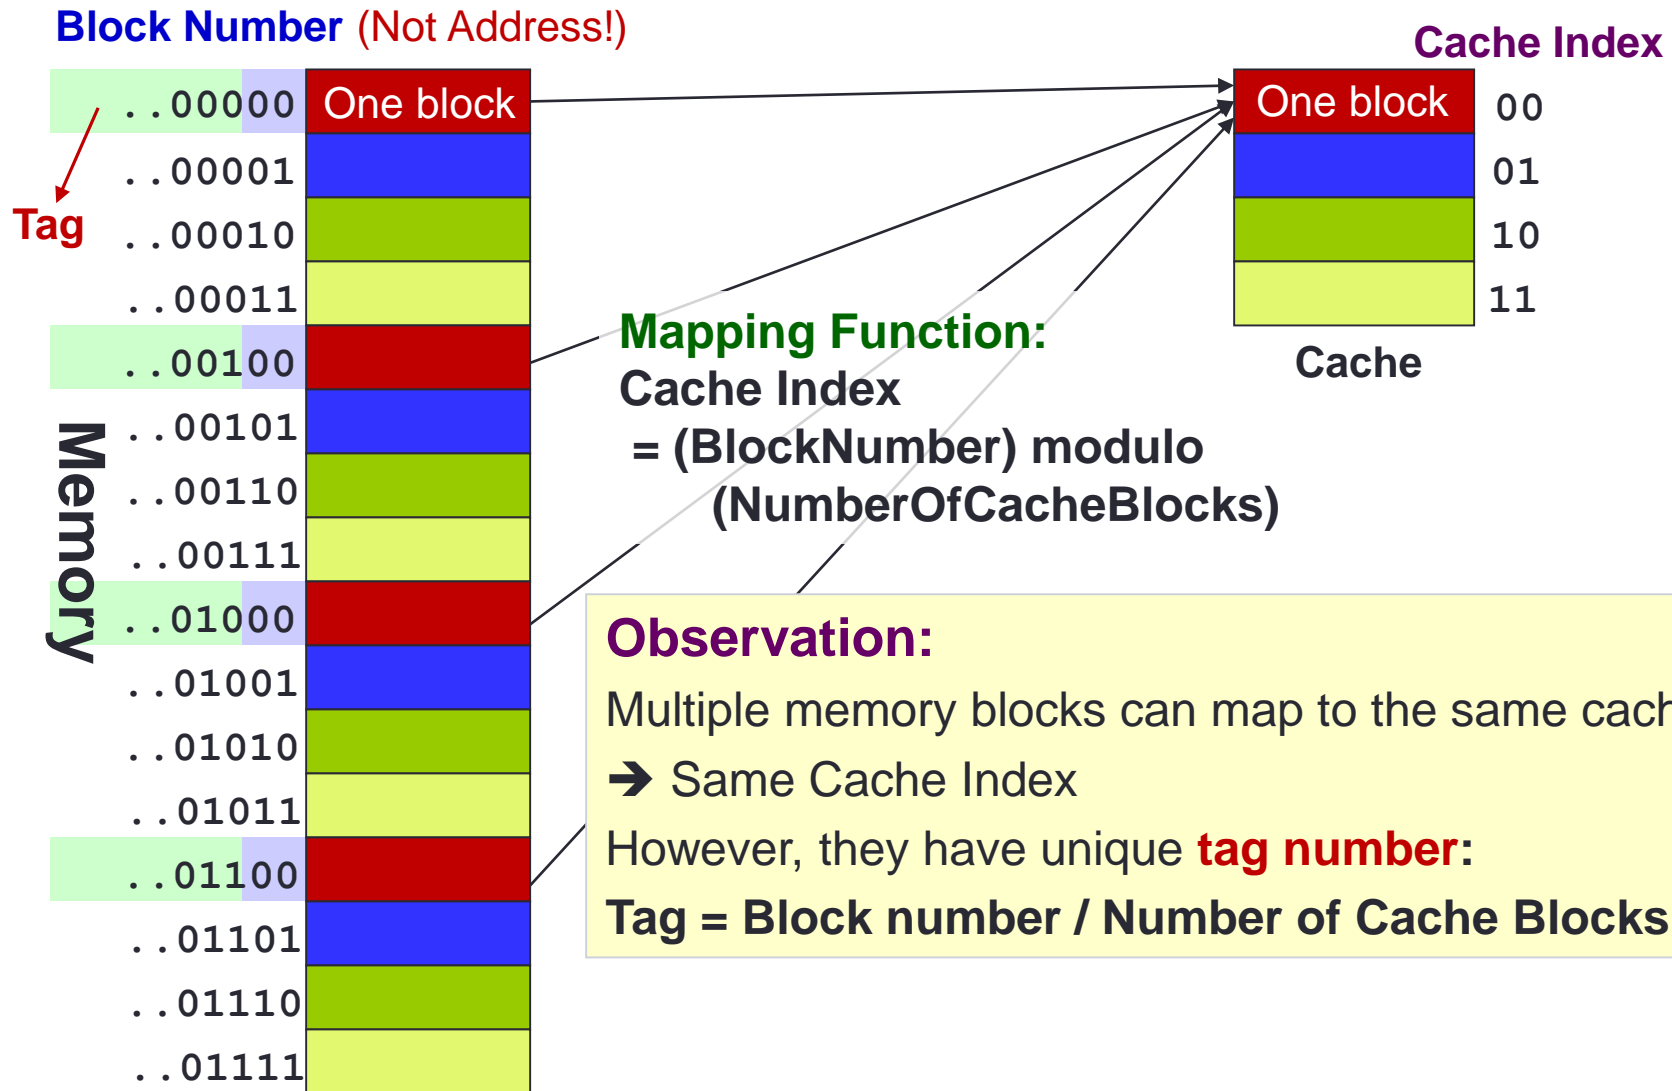 Block Number (Not Address!)
Cache Index
..00000
One block
One block
00
..00001
01
Tag
..00010
10
..00011
11
Mapping Function:
..00100
Cache
Cache Index
Memory
..00101
= (BlockNumber) modulo
..00110
(NumberOfCacheBlocks)
..00111
..01000
Observation:
..01001
Multiple memory blocks can map to the same cach
..01010
➔ Same Cache Index
..01011
However, they have unique tag number:
..01100
Tag = Block number / Number of Cache Blocks
..01101
..01110
..01111